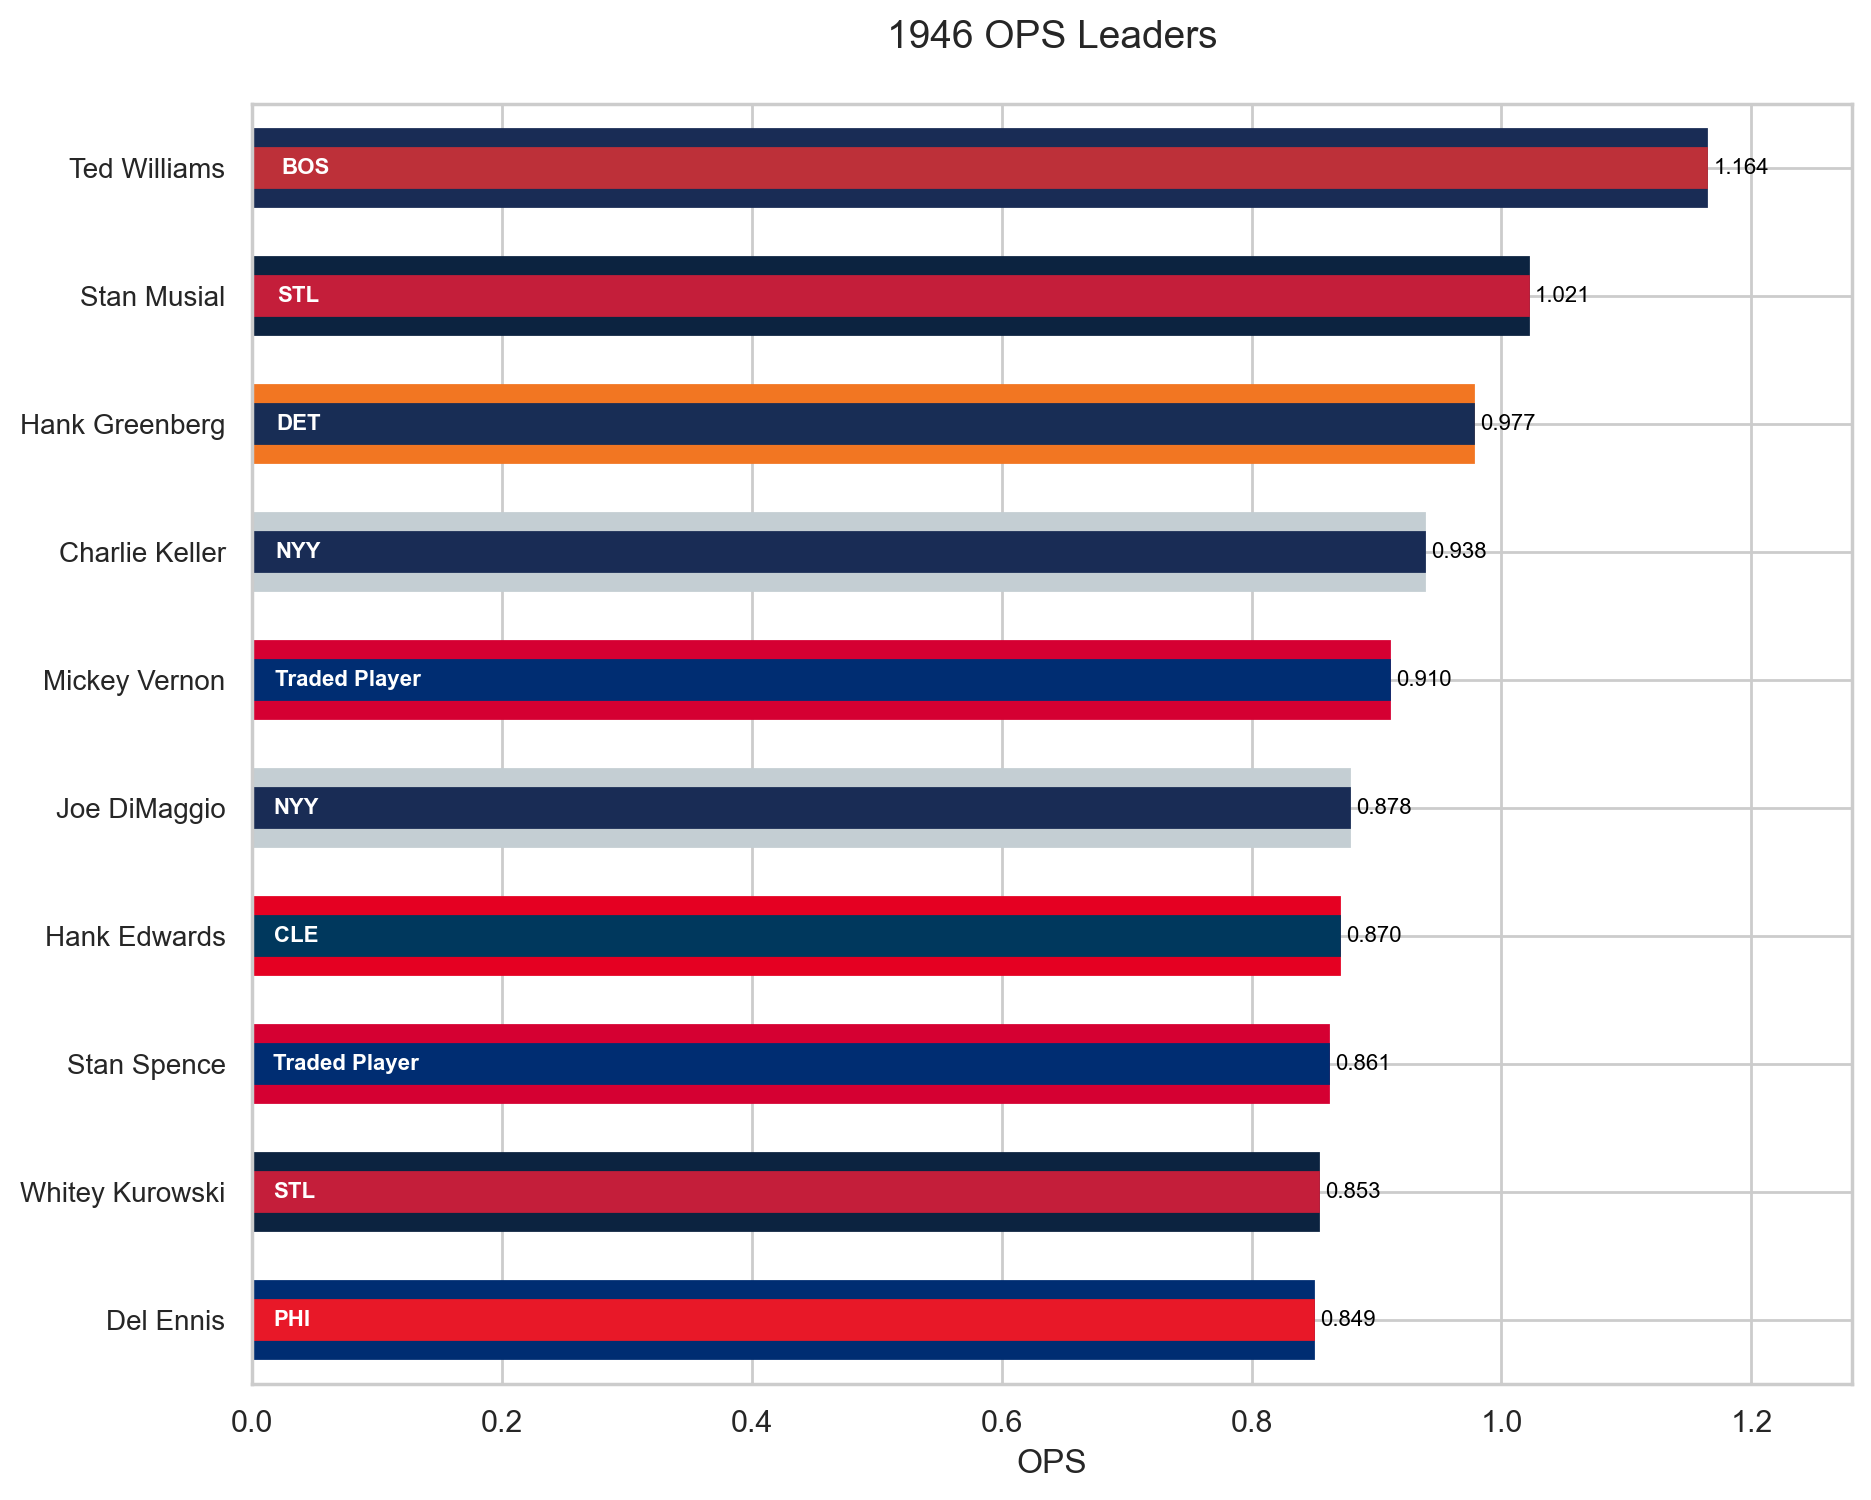 1946 OPS Leaders
Ted Williams
BOS
1.164
Stan Musial
STL
1.021
Hank Greenberg
DET
0.977
Charlie Keller
NYY
0.938
Mickey Vernon
Traded Player
0.910
Joe DiMaggio
NYY
0.878
Hank Edwards
CLE
0.870
Stan Spence
Traded Player
0.861
Whitey Kurowski
STL
0.853
Del Ennis
PHI
0.849
0.0 0.2 0.4 0.6 0.8 1.0 1.2
OPS